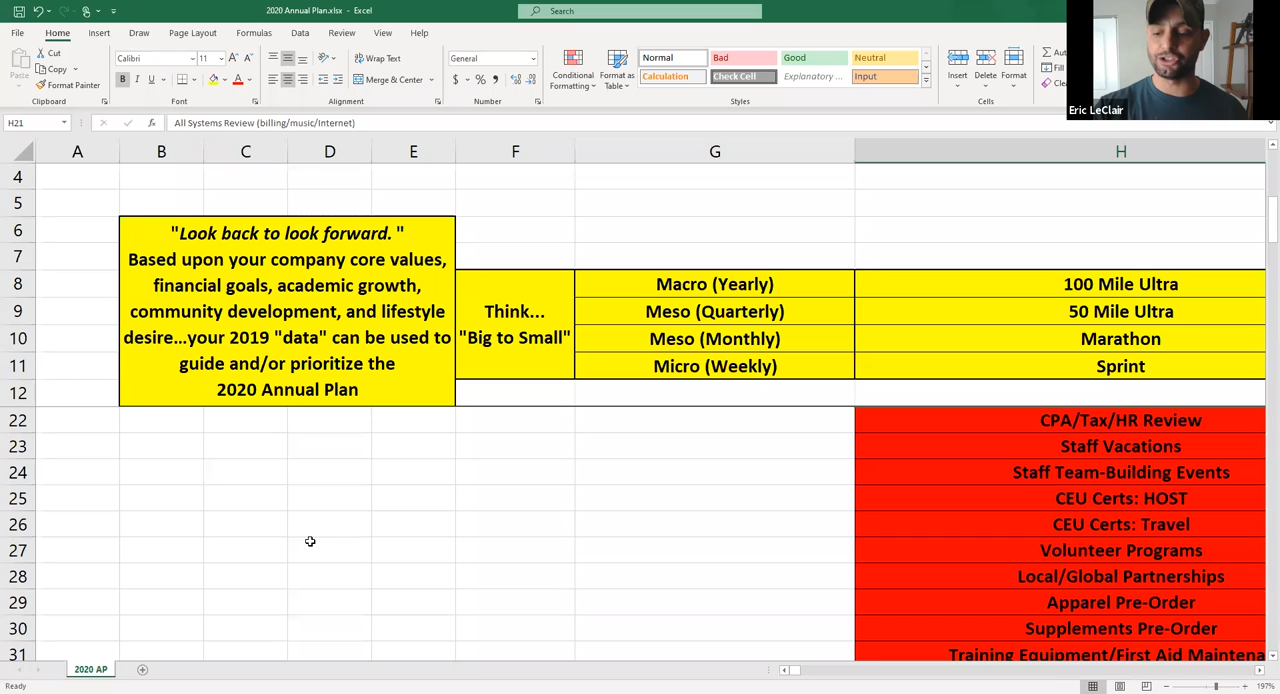 2020 Annual Plan.xlsx - Excel
Search
File Home Insert Draw Page Layout Formulas Data Review View Help
Paste
Cut
Copy
Format Painter
Clipboard
Calibri 11
B I U
Font
Wrap Text
Merge & Center
Alignment
General
$ % ,
Number
Conditional Formatting
Format as Table
Normal Bad Good Neutral
Calculation Check Cell Explanatory ... Input
Styles
Insert Delete Format
Cells
Eric LeClair
H21
fx
All Systems Review (billing/music/Internet)
A B C D E F G H
4
5
6
7
8
9
10
11
12
22
23
24
25
26
27
28
29
30
31
"Look back to look forward. "
Based upon your company core values,
financial goals, academic growth,
community development, and lifestyle
desire...your 2019 "data" can be used to
guide and/or prioritize the
2020 Annual Plan
Think...
"Big to Small"
Macro (Yearly) 100 Mile Ultra
Meso (Quarterly) 50 Mile Ultra
Meso (Monthly) Marathon
Micro (Weekly) Sprint
CPA/Tax/HR Review
Staff Vacations
Staff Team-Building Events
CEU Certs: HOST
CEU Certs: Travel
Volunteer Programs
Local/Global Partnerships
Apparel Pre-Order
Supplements Pre-Order
Training Equipment/First Aid Maintena
2020 AP
Ready
197%